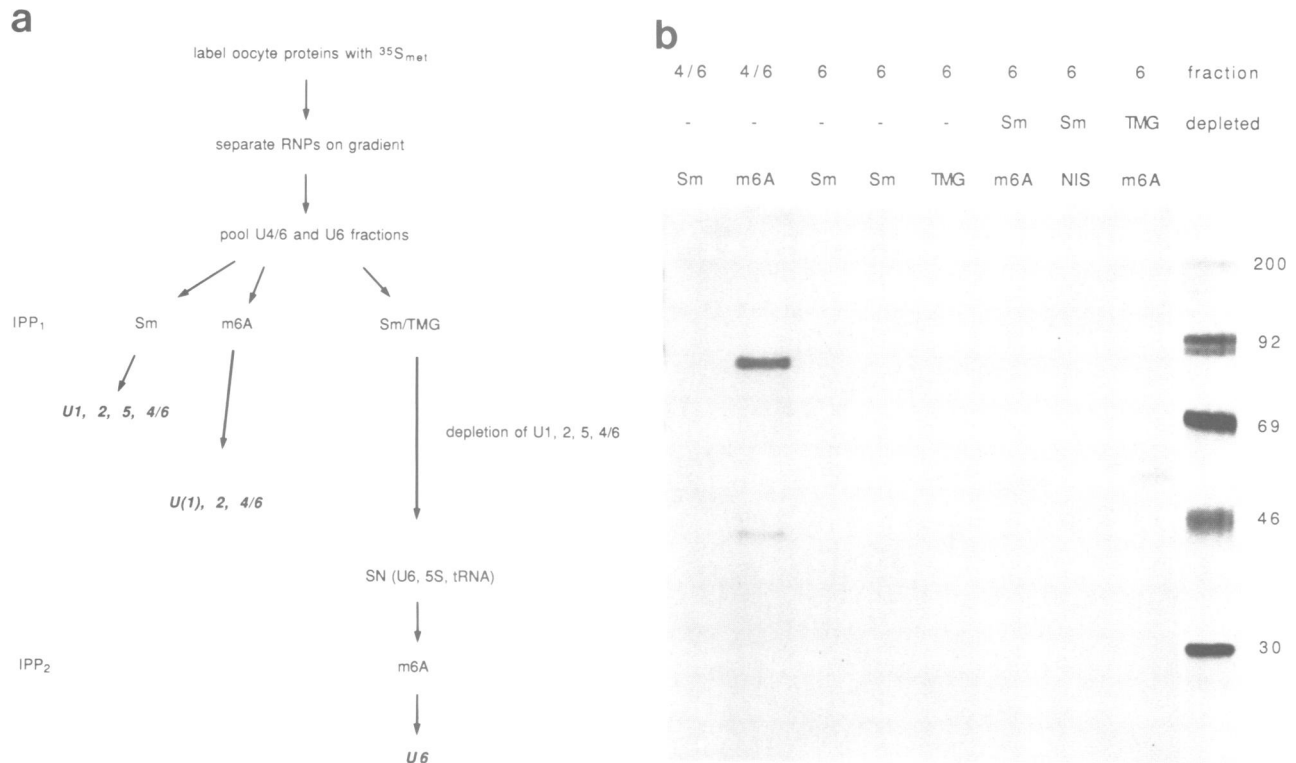 a
label oocyte proteins with ³⁵Smet
separate RNPs on gradient
pool U4/6 and U6 fractions
IPP₁ Sm m6A Sm/TMG
U1, 2, 5, 4/6
depletion of U1, 2, 5, 4/6
U(1), 2, 4/6
SN (U6, 5S, tRNA)
IPP₂ m6A
U6
b
4/6 4/6 6 6 6 6 6 6 fraction
- - - - - Sm Sm TMG depleted
Sm m6A Sm Sm TMG m6A NIS m6A
200
92
69
46
30